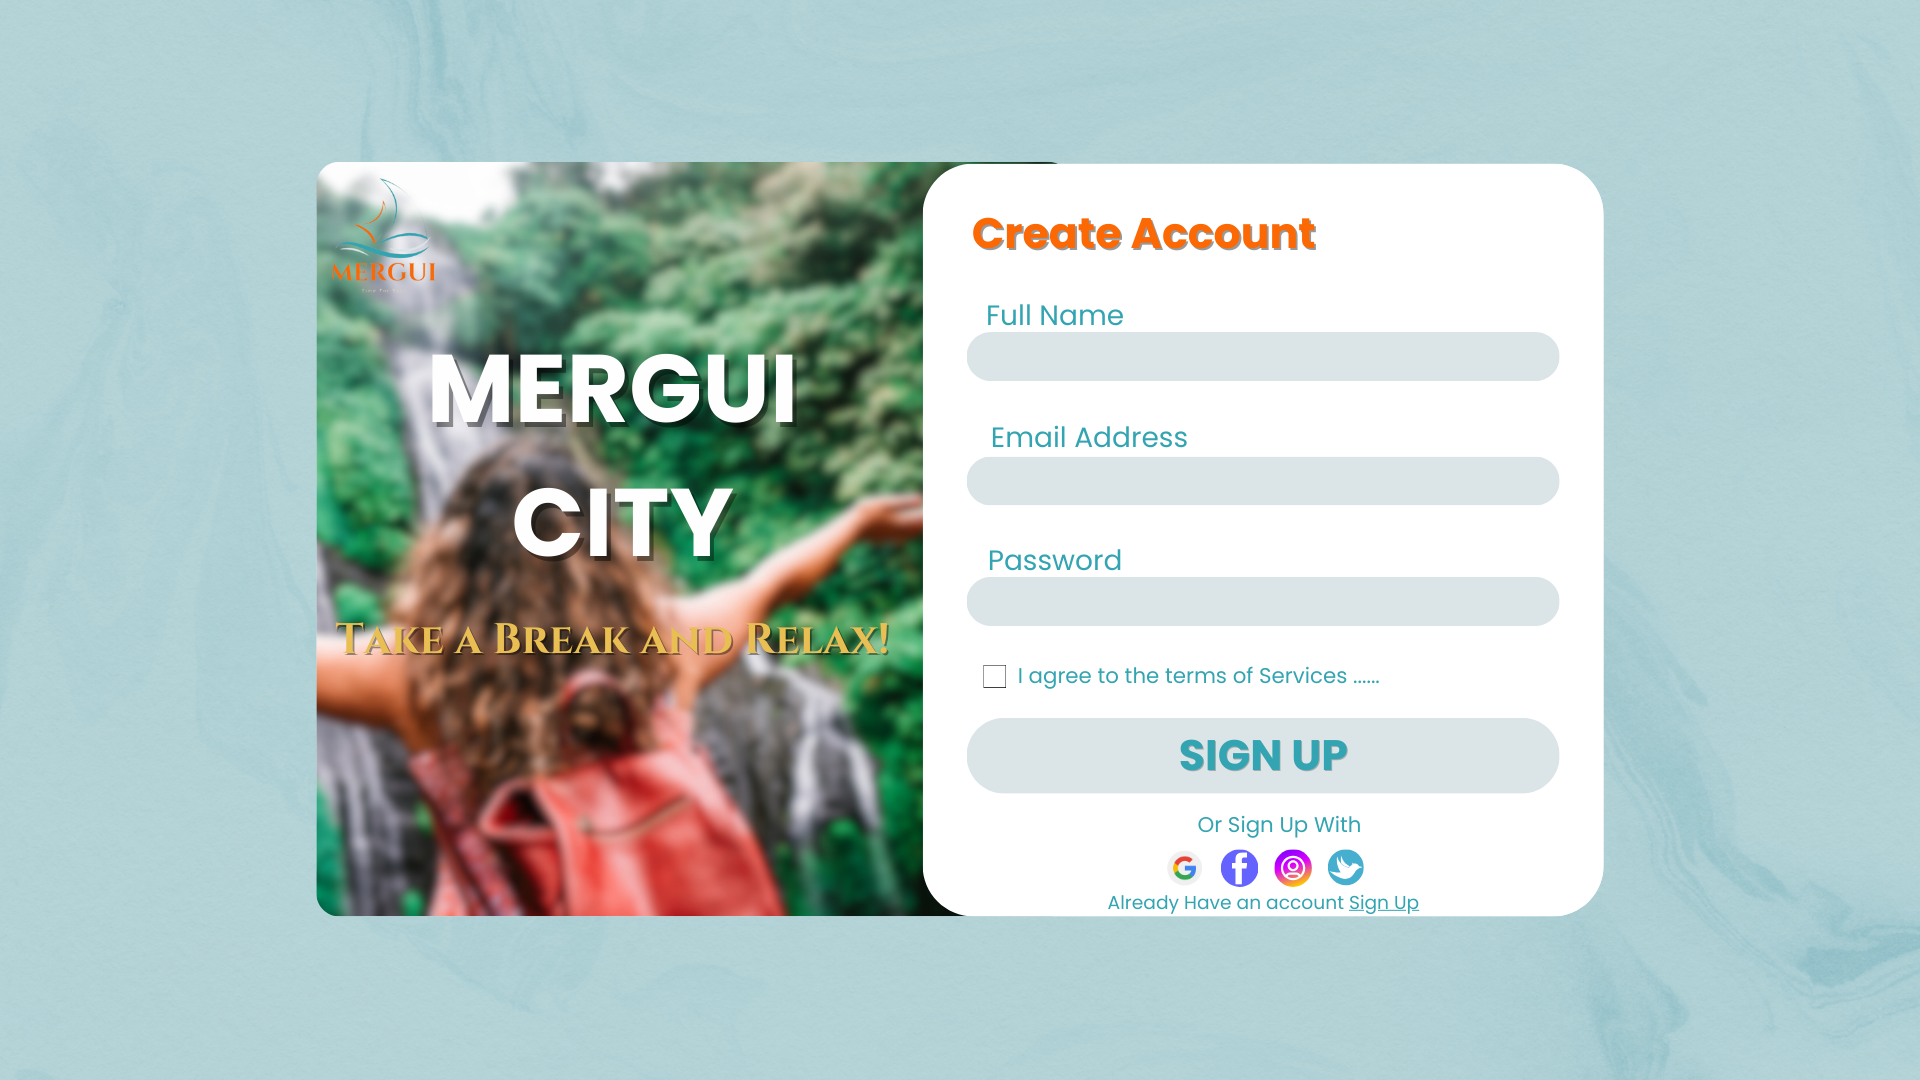 MERGUI
MERGUI
CITY
Take a Break and Relax!
Create Account
Full Name
Email Address
Password
I agree to the terms of Services ......
SIGN UP
Or Sign Up With
Already Have an account Sign Up